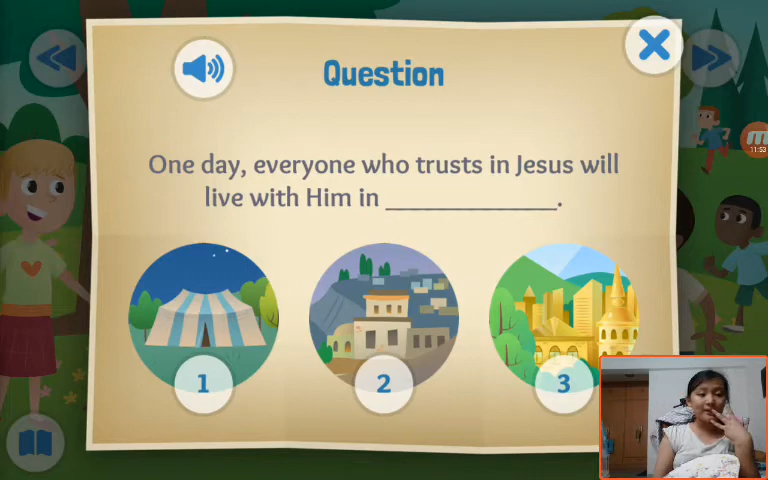 Question
One day, everyone who trusts in Jesus will
live with Him in _____________.
1
2
3
11:53